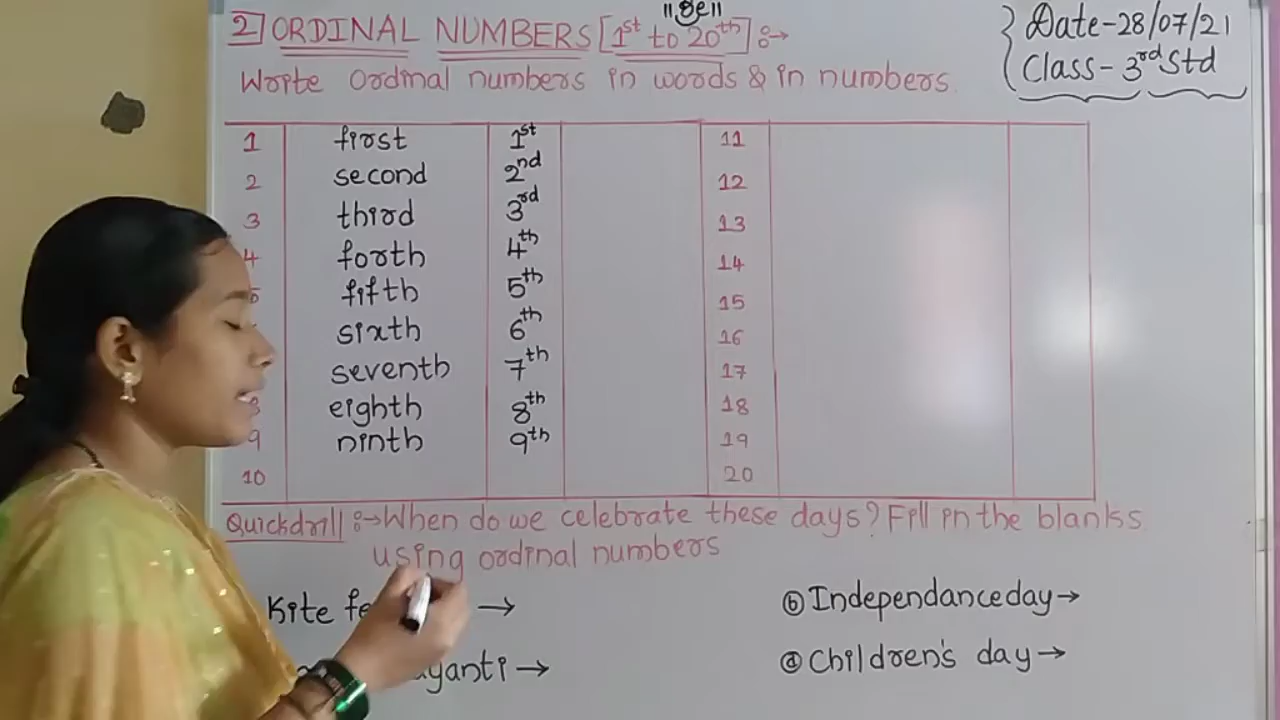 "श्री"
2 ORDINAL NUMBERS [1st to 20th] :→
Date-28/07/21
Class-3rd Std
Write ordinal numbers in words & in numbers.
1 first 1st 11
2 second 2nd 12
3 third 3rd 13
4 forth 4th 14
5 fifth 5th 15
sixth 6th 16
seventh 7th 17
8 eighth 8th 18
9 ninth 9th 19
10 20
Quickdrill :→ When do we celebrate these days? Fill in the blanks
using ordinal numbers
Kite fe →
ⓑ Independance day →
yanti →
ⓓ Children's day →